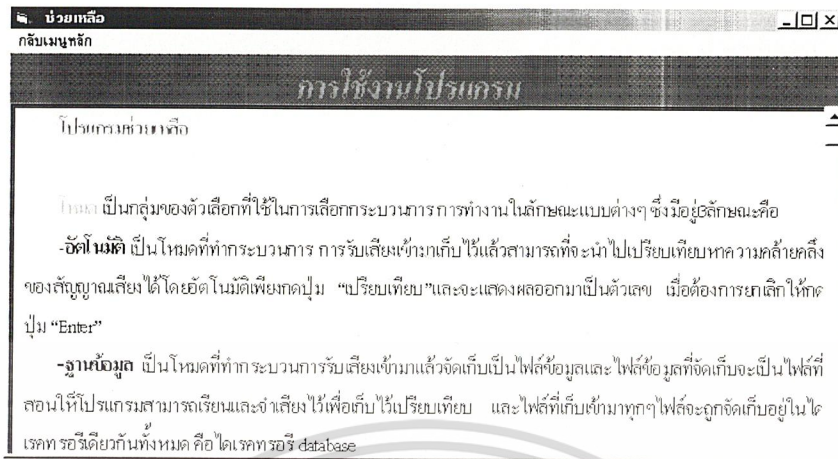 ช่วยเหลือ
กลับเมนูหลัก
การใช้งานโปรแกรม
โปรแกรมช่วยเหลือ
โหมด เป็นกลุ่มของตัวเลือกที่ใช้ในการเลือกกระบวนการ การทำงานในลักษณะแบบต่างๆ ซึ่งมีอยู่3ลักษณะคือ
-อัตโนมัติ เป็นโหมดที่ทำกระบวนการ การรับเสียงเข้ามาเก็บไว้แล้วสามารถที่จะนำไปเปรียบเทียบหาความคล้ายคลึง
ของสัญญาณเสียงได้โดยอัตโนมัติเพียงกดปุ่ม “เปรียบเทียบ”และจะแสดงผลออกมาเป็นตัวเลข เมื่อต้องการยกเลิกให้กด
ปุ่ม “Enter”
-ฐานข้อมูล เป็นโหมดที่ทำกระบวนการรับเสียงเข้ามาแล้วจัดเก็บเป็นไฟล์ข้อมูลและไฟล์ข้อมูลที่จัดเก็บจะเป็นไฟล์ที่
สอนให้โปรแกรมสามารถเรียนและจำเสียงไว้เพื่อเก็บไว้เปรียบเทียบ และไฟล์ที่เก็บเข้ามาทุกๆไฟล์จะถูกจัดเก็บอยู่ในได
เรคทรอรีเดียวกันทั้งหมด คือ ไดเรคทรอรี database